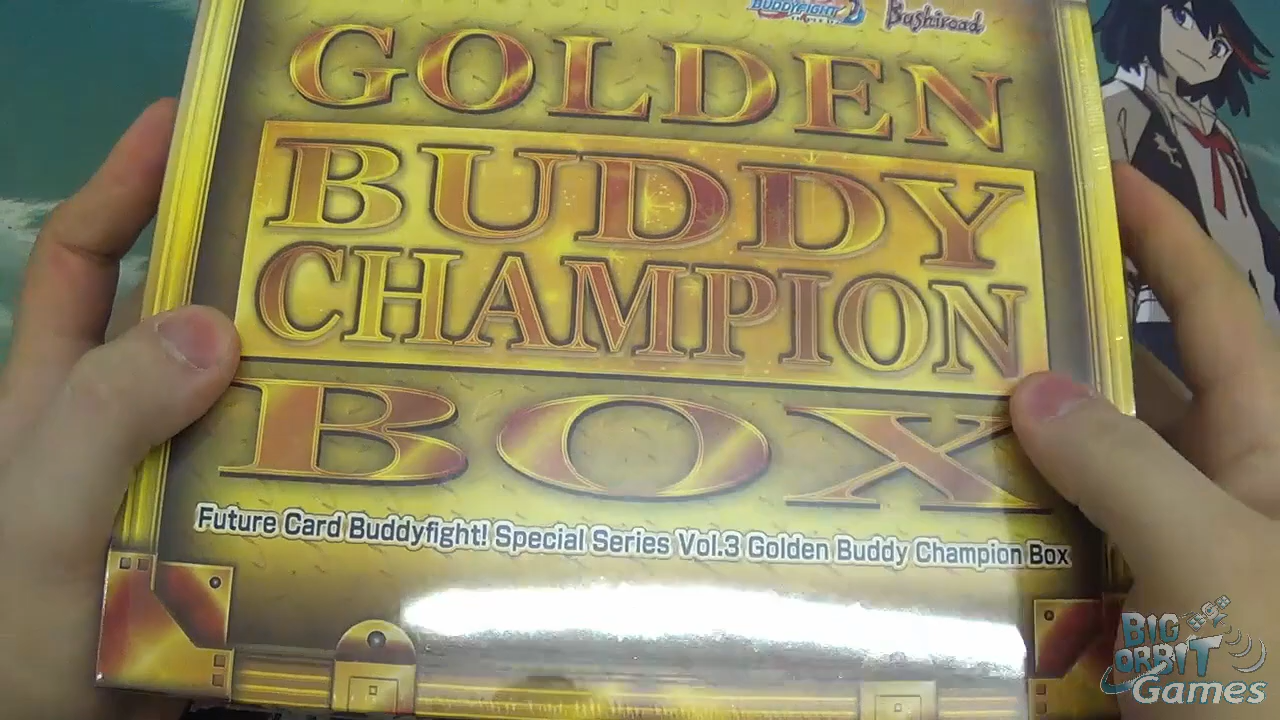 BUDDYFIGHT
Bushiroad
GOLDEN
BUDDY
CHAMPION
BOX
Future Card Buddyfight! Special Series Vol.3 Golden Buddy Champion Box
BIG
ORBIT
Games